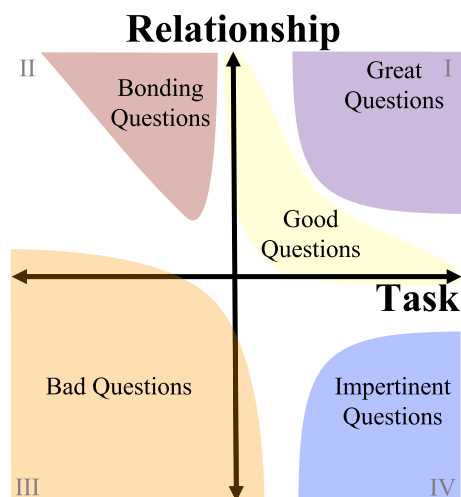 Relationship
II
I
Bonding
Questions
Great
Questions
Good
Questions
Task
Bad Questions
Impertinent
Questions
III
IV